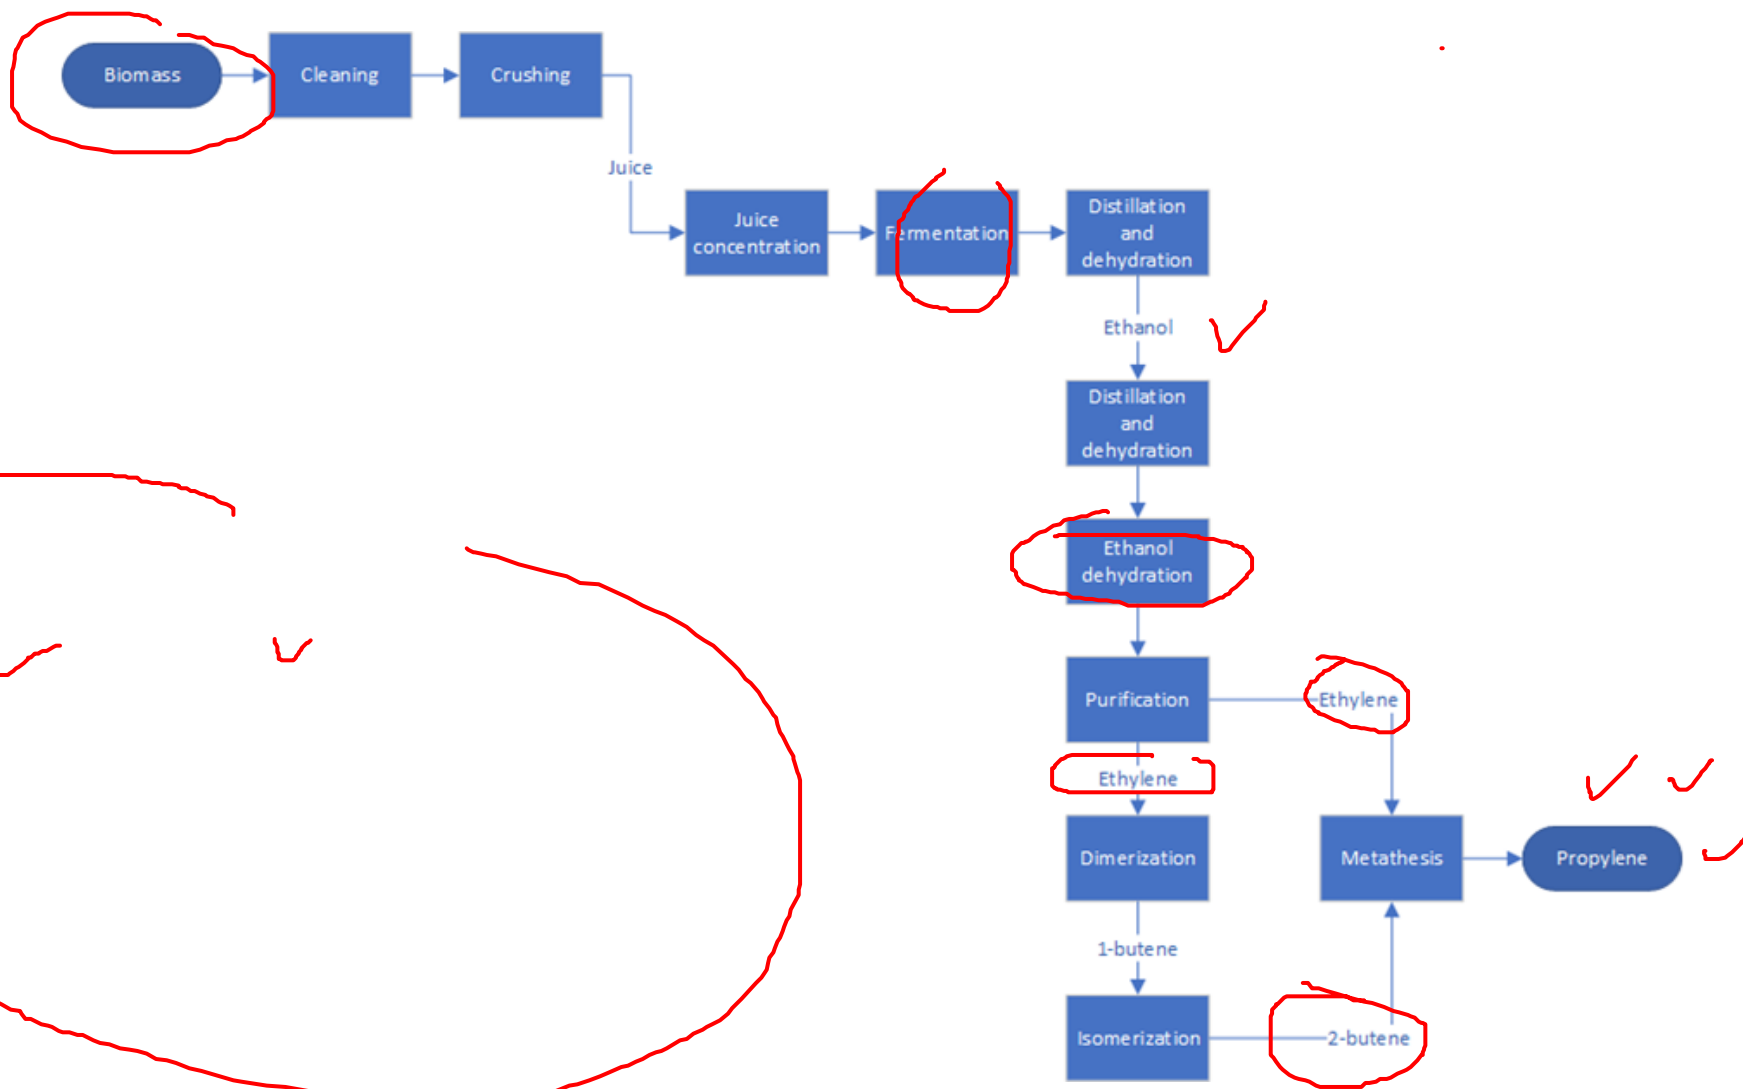 Biomass
Cleaning
Crushing
Juice
Juice
concentration
Fermentation
Distillation
and
dehydration
Ethanol
Distillation
and
dehydration
Ethanol
dehydration
Purification
Ethylene
Ethylene
Dimerization
Metathesis
Propylene
1-butene
Isomerization
2-butene